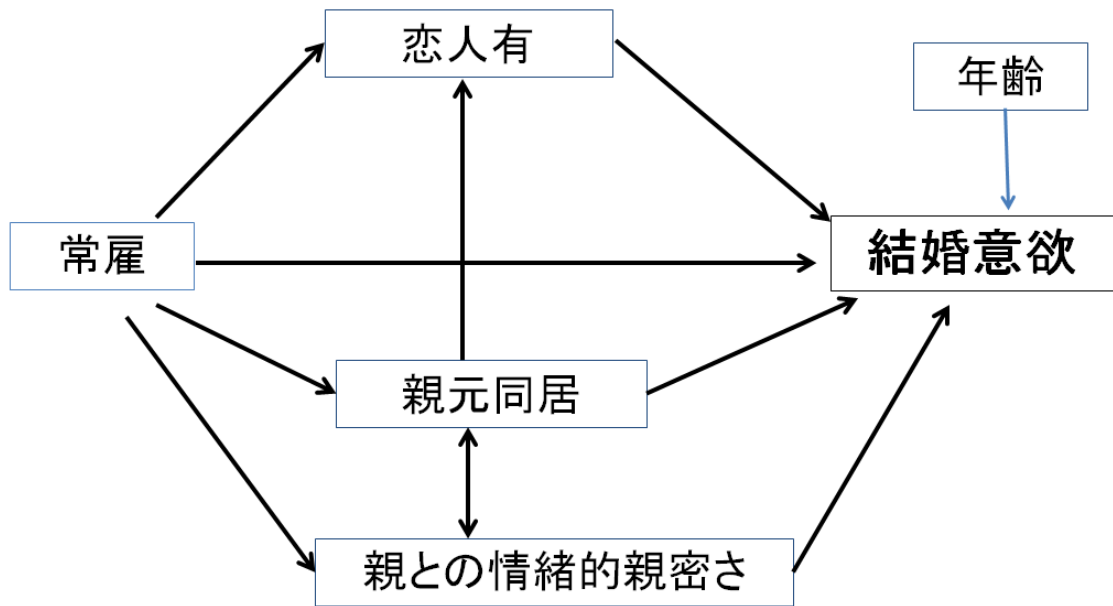 恋人有
年齢
常雇
結婚意欲
親元同居
親との情緒的親密さ